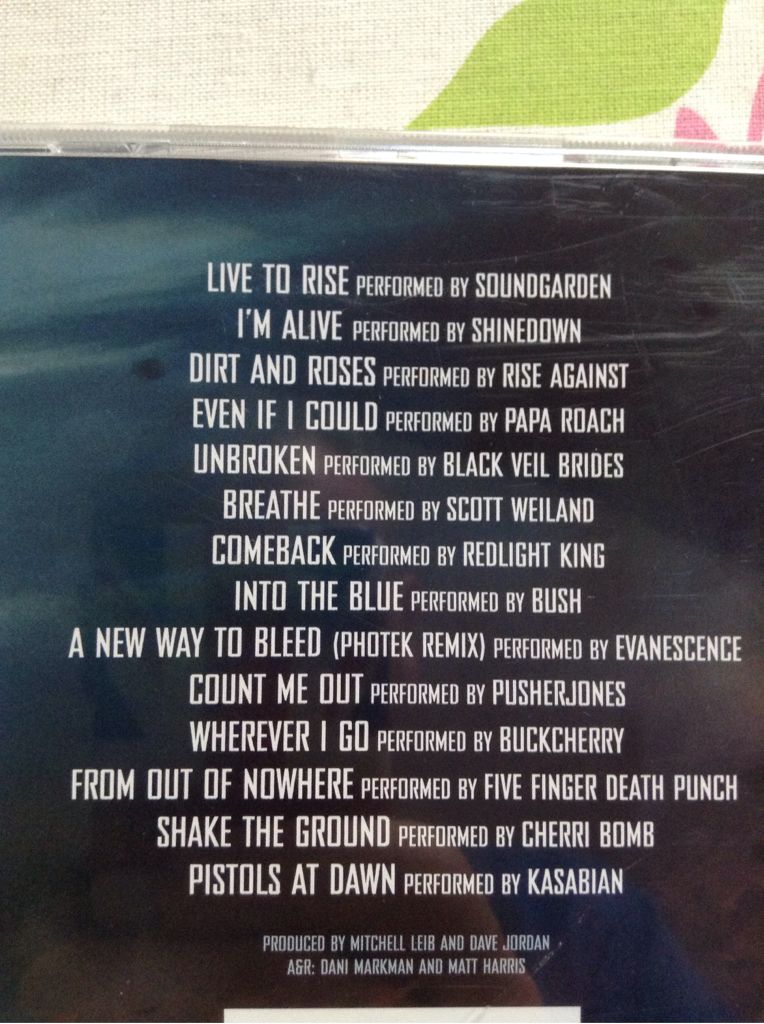 LIVE TO RISE PERFORMED BY SOUNDGARDEN
I'M ALIVE PERFORMED BY SHINEDOWN
DIRT AND ROSES PERFORMED BY RISE AGAINST
EVEN IF I COULD PERFORMED BY PAPA ROACH
UNBROKEN PERFORMED BY BLACK VEIL BRIDES
BREATHE PERFORMED BY SCOTT WEILAND
COMEBACK PERFORMED BY REDLIGHT KING
INTO THE BLUE PERFORMED BY BUSH
A NEW WAY TO BLEED (PHOTEK REMIX) PERFORMED BY EVANESCENCE
COUNT ME OUT PERFORMED BY PUSHERJONES
WHEREVER I GO PERFORMED BY BUCKCHERRY
FROM OUT OF NOWHERE PERFORMED BY FIVE FINGER DEATH PUNCH
SHAKE THE GROUND PERFORMED BY CHERRI BOMB
PISTOLS AT DAWN PERFORMED BY KASABIAN
PRODUCED BY MITCHELL LEIB AND DAVE JORDAN
A&R: DANI MARKMAN AND MATT HARRIS